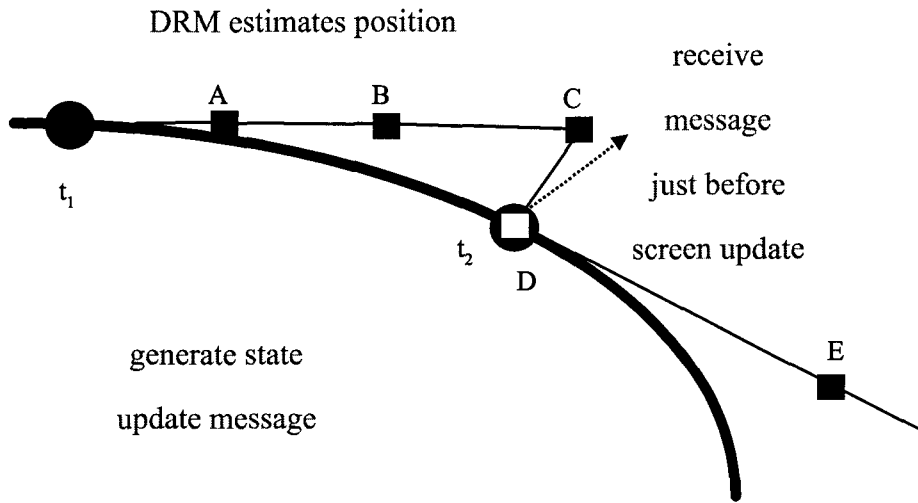 DRM estimates position
receive
message
just before
screen update
A
B
C
t₁
t₂
D
E
generate state
update message